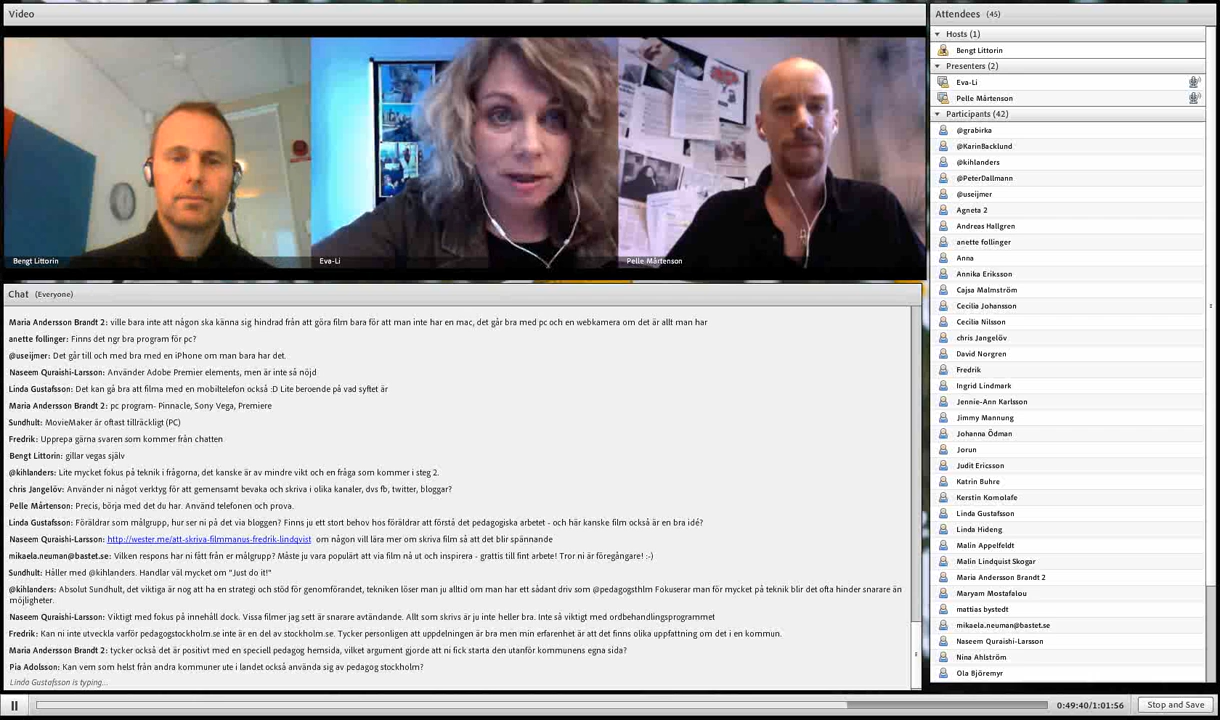 Video
Bengt Littorin
Eva-Li
Pelle Mårtenson
Chat (Everyone)
Maria Andersson Brandt 2: ville bara inte att någon ska känna sig hindrad från att göra film bara för att man inte har en mac, det går bra med pc och en webkamera om det är allt man har
anette follinger: Finns det ngr bra program för pc?
@useijmer: Det går till och med bra med en iPhone om man bara har det.
Naseem Quraishi-Larsson: Använder Adobe Premier elements, men är inte så nöjd
Linda Gustafsson: Det kan gå bra att filma med en mobiltelefon också :D Lite beroende på vad syftet är
Maria Andersson Brandt 2: pc program- Pinnacle, Sony Vega, Premiere
Sundhult: MovieMaker är oftast tillräckligt (PC)
Fredrik: Upprepa gärna svaren som kommer från chatten
Bengt Littorin: gillar vegas själv
@kihlanders: Lite mycket fokus på teknik i frågorna, det kanske är av mindre vikt och en fråga som kommer i steg 2.
chris Jangelöv: Använder ni något verktyg för att gemensamt bevaka och skriva i olika kanaler, dvs fb, twitter, bloggar?
Pelle Mårtenson: Precis, börja med det du har. Använd telefonen och prova.
Linda Gustafsson: Föräldrar som målgrupp, hur ser ni på det via bloggen? Finns ju ett stort behov hos föräldrar att förstå det pedagogiska arbetet - och här kanske film också är en bra idé?
Naseem Quraishi-Larsson: http://wester.me/att-skriva-filmmanus-fredrik-lindqvist om någon vill lära mer om skriva film så att det blir spännande
mikaela.neuman@bastet.se: Vilken respons har ni fått från er målgrupp? Måste ju vara populärt att via film nå ut och inspirera - grattis till fint arbete! Tror ni är föregångare! :-)
Sundhult: Håller med @kihlanders. Handlar väl mycket om "Just do it!"
@kihlanders: Absolut Sundhult, det viktiga är nog att ha en strategi och stöd för genomförandet, tekniken löser man ju alltid om man har ett sådant driv som @pedagogsthlm Fokuserar man för mycket på teknik blir det ofta hinder snarare än
möjligheter.
Naseem Quraishi-Larsson: Viktigt med fokus på innehåll dock. Vissa filmer jag sett är snarare avtändande. Allt som skrivs är ju inte heller bra. Inte så viktigt med ordbehandlingsprogrammet
Fredrik: Kan ni inte utveckla varför pedagogstockholm.se inte är en del av stockholm.se. Tycker personligen att uppdelningen är bra men min erfarenhet är att det finns olika uppfattning om det i en kommun.
Maria Andersson Brandt 2: tycker också det är positivt med en speciell pedagog hemsida, vilket argument gjorde att ni fick starta den utanför kommunens egna sida?
Pia Adolsson: Kan vem som helst från andra kommuner ute i landet också använda sig av pedagog stockholm?
Linda Gustafsson is typing...
Attendees (45)
Hosts (1)
Bengt Littorin
Presenters (2)
Eva-Li
Pelle Mårtenson
Participants (42)
@grabirka
@KarinBacklund
@kihlanders
@PeterDallmann
@useijmer
Agneta 2
Andreas Hallgren
anette follinger
Anna
Annika Eriksson
Cajsa Malmström
Cecilia Johansson
Cecilia Nilsson
chris Jangelöv
David Norgren
Fredrik
Ingrid Lindmark
Jennie-Ann Karlsson
Jimmy Mannung
Johanna Ödman
Jorun
Judit Ericsson
Katrin Buhre
Kerstin Komolafe
Linda Gustafsson
Linda Hideng
Malin Appelfeldt
Malin Lindquist Skogar
Maria Andersson Brandt 2
Maryam Mostafalou
mattias bystedt
mikaela.neuman@bastet.se
Naseem Quraishi-Larsson
Nina Ahlström
Ola Björemyr
0:49:40/1:01:56
Stop and Save